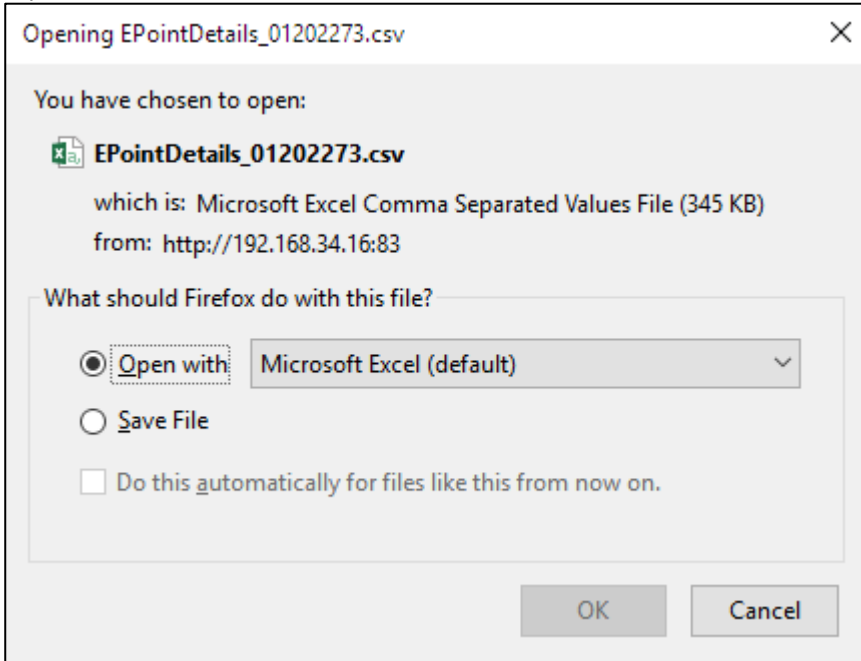 Opening EPointDetails_01202273.csv
You have chosen to open:
EPointDetails_01202273.csv
which is: Microsoft Excel Comma Separated Values File (345 KB)
from: http://192.168.34.16:83
What should Firefox do with this file?
Open with Microsoft Excel (default)
Save File
Do this automatically for files like this from now on.
OK Cancel